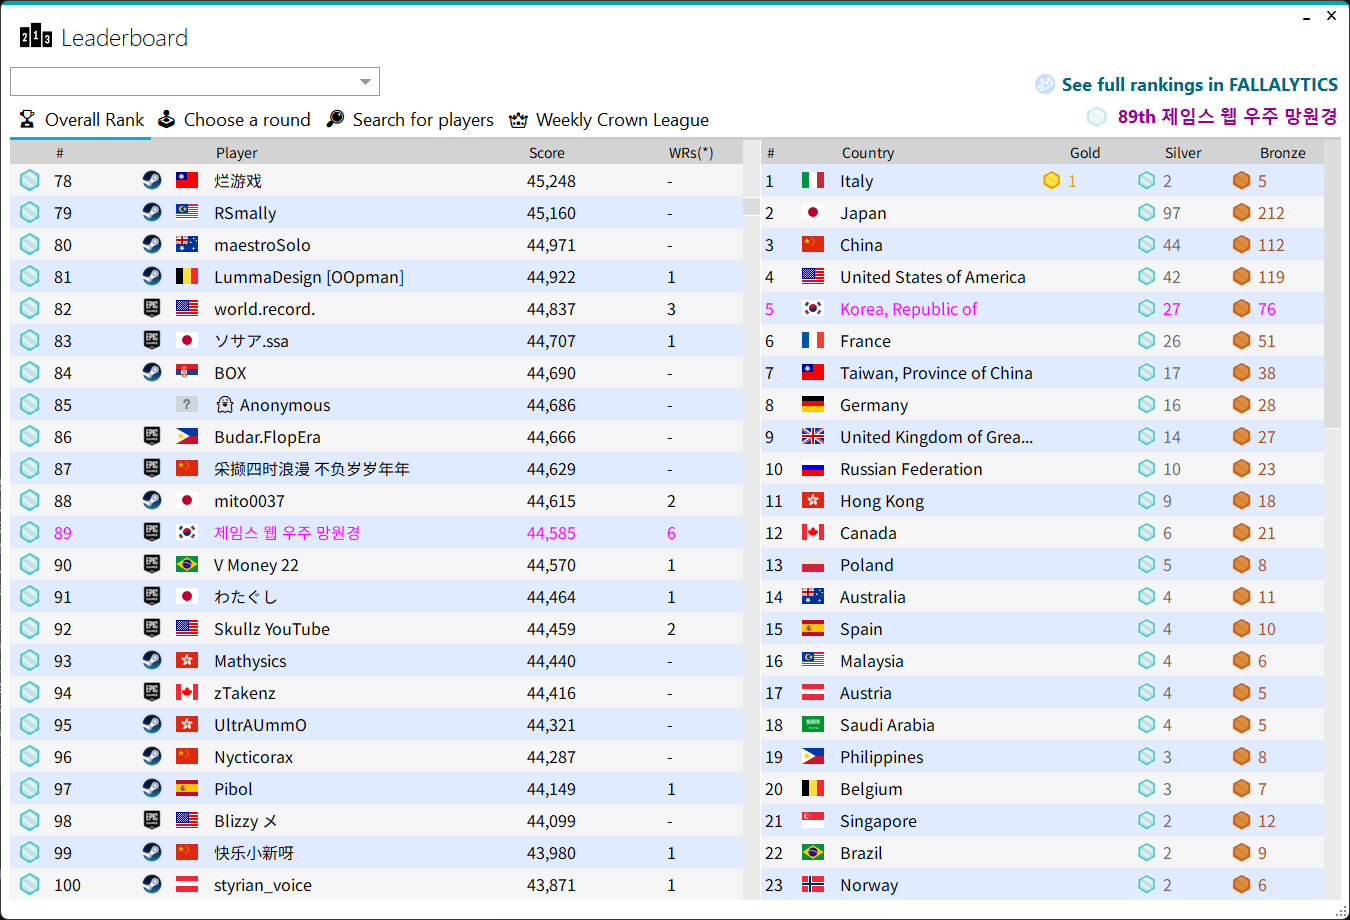 Leaderboard
See full rankings in FALLALYTICS
Overall Rank Choose a round Search for players Weekly Crown League
89th 제임스 웹 우주 망원경
# Player Score WRs(*)
78 烂游戏 45,248 -
79 RSmally 45,160 -
80 maestroSolo 44,971 -
81 LummaDesign [OOpman] 44,922 1
82 world.record. 44,837 3
83 ソサア.ssa 44,707 1
84 BOX 44,690 -
85 ? Anonymous 44,686 -
86 Budar.FlopEra 44,666 -
87 采撷四时浪漫 不负岁岁年年 44,629 -
88 mito0037 44,615 2
89 제임스 웹 우주 망원경 44,585 6
90 V Money 22 44,570 1
91 わたぐし 44,464 1
92 Skullz YouTube 44,459 2
93 Mathysics 44,440 -
94 zTakenz 44,416 -
95 UltrAUmmO 44,321 -
96 Nycticorax 44,287 -
97 Pibol 44,149 1
98 Blizzy メ 44,099 -
99 快乐小新呀 43,980 1
100 styrian_voice 43,871 1
# Country Gold Silver Bronze
1 Italy 1 2 5
2 Japan 97 212
3 China 44 112
4 United States of America 42 119
5 Korea, Republic of 27 76
6 France 26 51
7 Taiwan, Province of China 17 38
8 Germany 16 28
9 United Kingdom of Grea... 14 27
10 Russian Federation 10 23
11 Hong Kong 9 18
12 Canada 6 21
13 Poland 5 8
14 Australia 4 11
15 Spain 4 10
16 Malaysia 4 6
17 Austria 4 5
18 Saudi Arabia 4 5
19 Philippines 3 8
20 Belgium 3 7
21 Singapore 2 12
22 Brazil 2 9
23 Norway 2 6